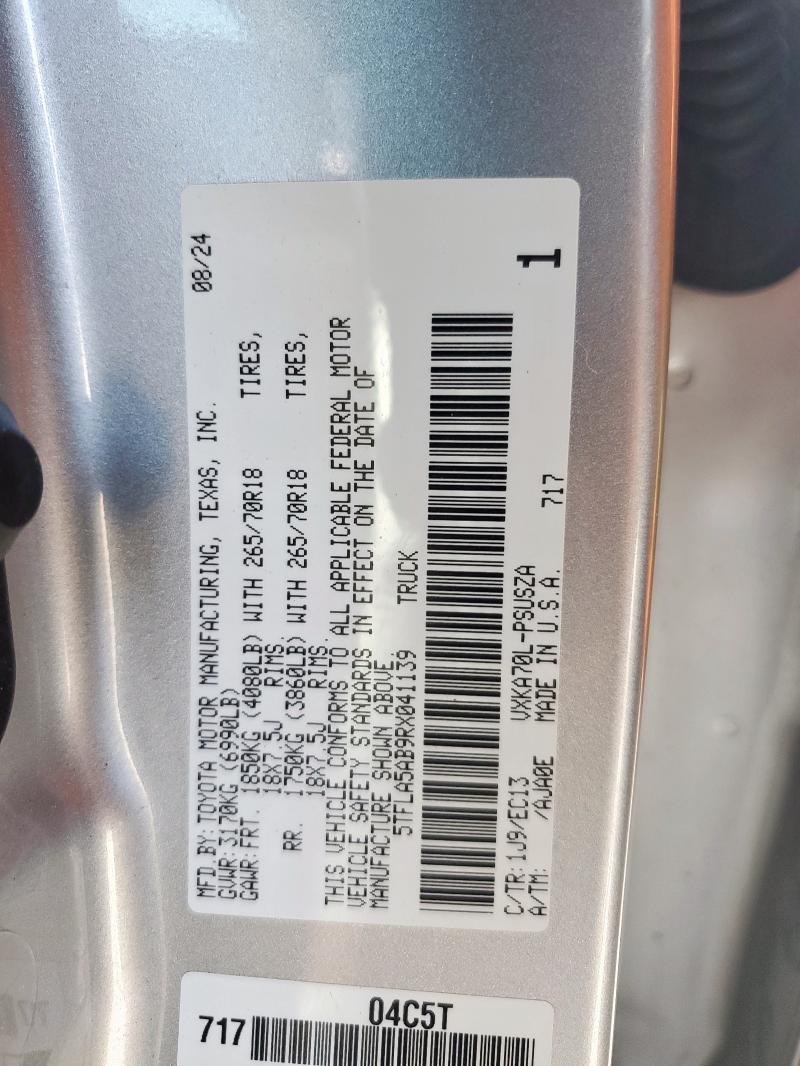 08/24
MFD.BY:TOYOTA MOTOR MANUFACTURING, TEXAS, INC.
GVWR:3170KG (6990LB)
GAWR:FRT. 1850KG (4080LB) WITH 265/70R18 TIRES,
18X7.5J RIMS
RR. 1750KG (3860LB) WITH 265/70R18 TIRES,
18X7.5J RIMS.
THIS VEHICLE CONFORMS TO ALL APPLICABLE FEDERAL MOTOR
VEHICLE SAFETY STANDARDS IN EFFECT ON THE DATE OF
MANUFACTURE SHOWN ABOVE
5TFLA5AB9RX041139 TRUCK
C/TR:1J9/EC13 VXKA70L-PSUSZA
A/TM: /AJA0E MADE IN U.S.A. 717
1
04C5T
717